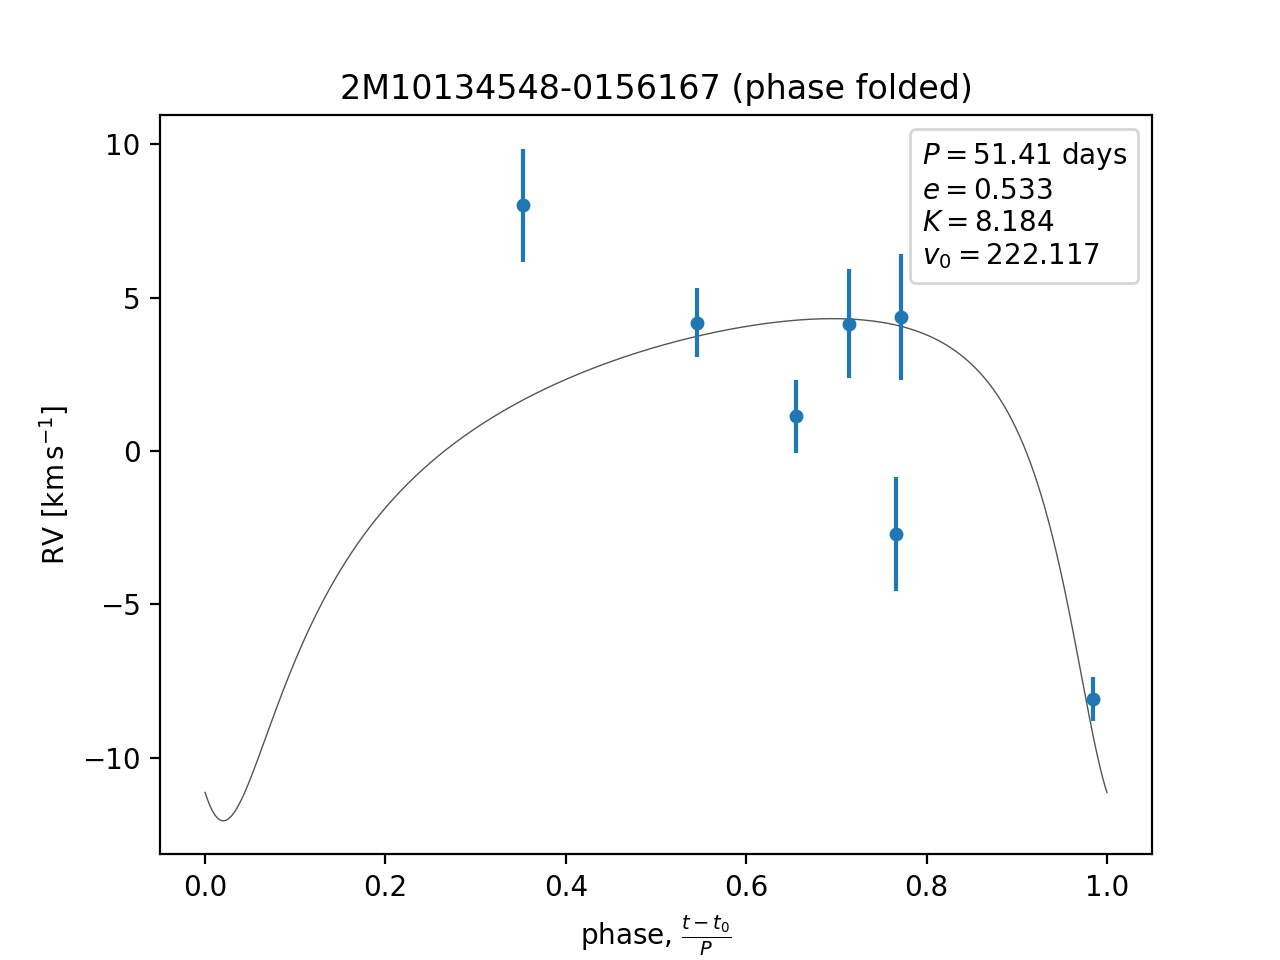 2M10134548-0156167 (phase folded)
P = 51.41 days
e = 0.533
K = 8.184
v₀ = 222.117
10
5
0
−5
−10
RV [km s⁻¹]
0.0 0.2 0.4 0.6 0.8 1.0
phase, (t − t₀)/P